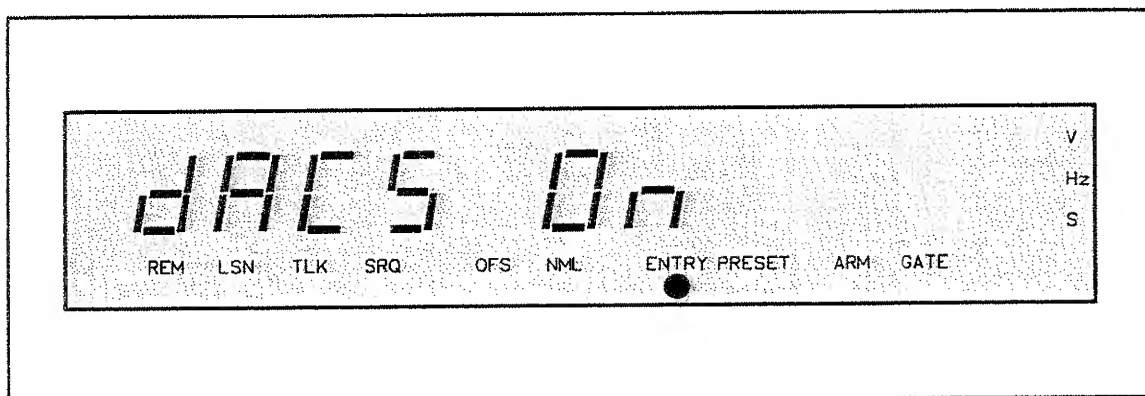 V
dACS On
Hz
S
REM LSN TLK SRQ OFS NML ENTRY PRESET ARM GATE